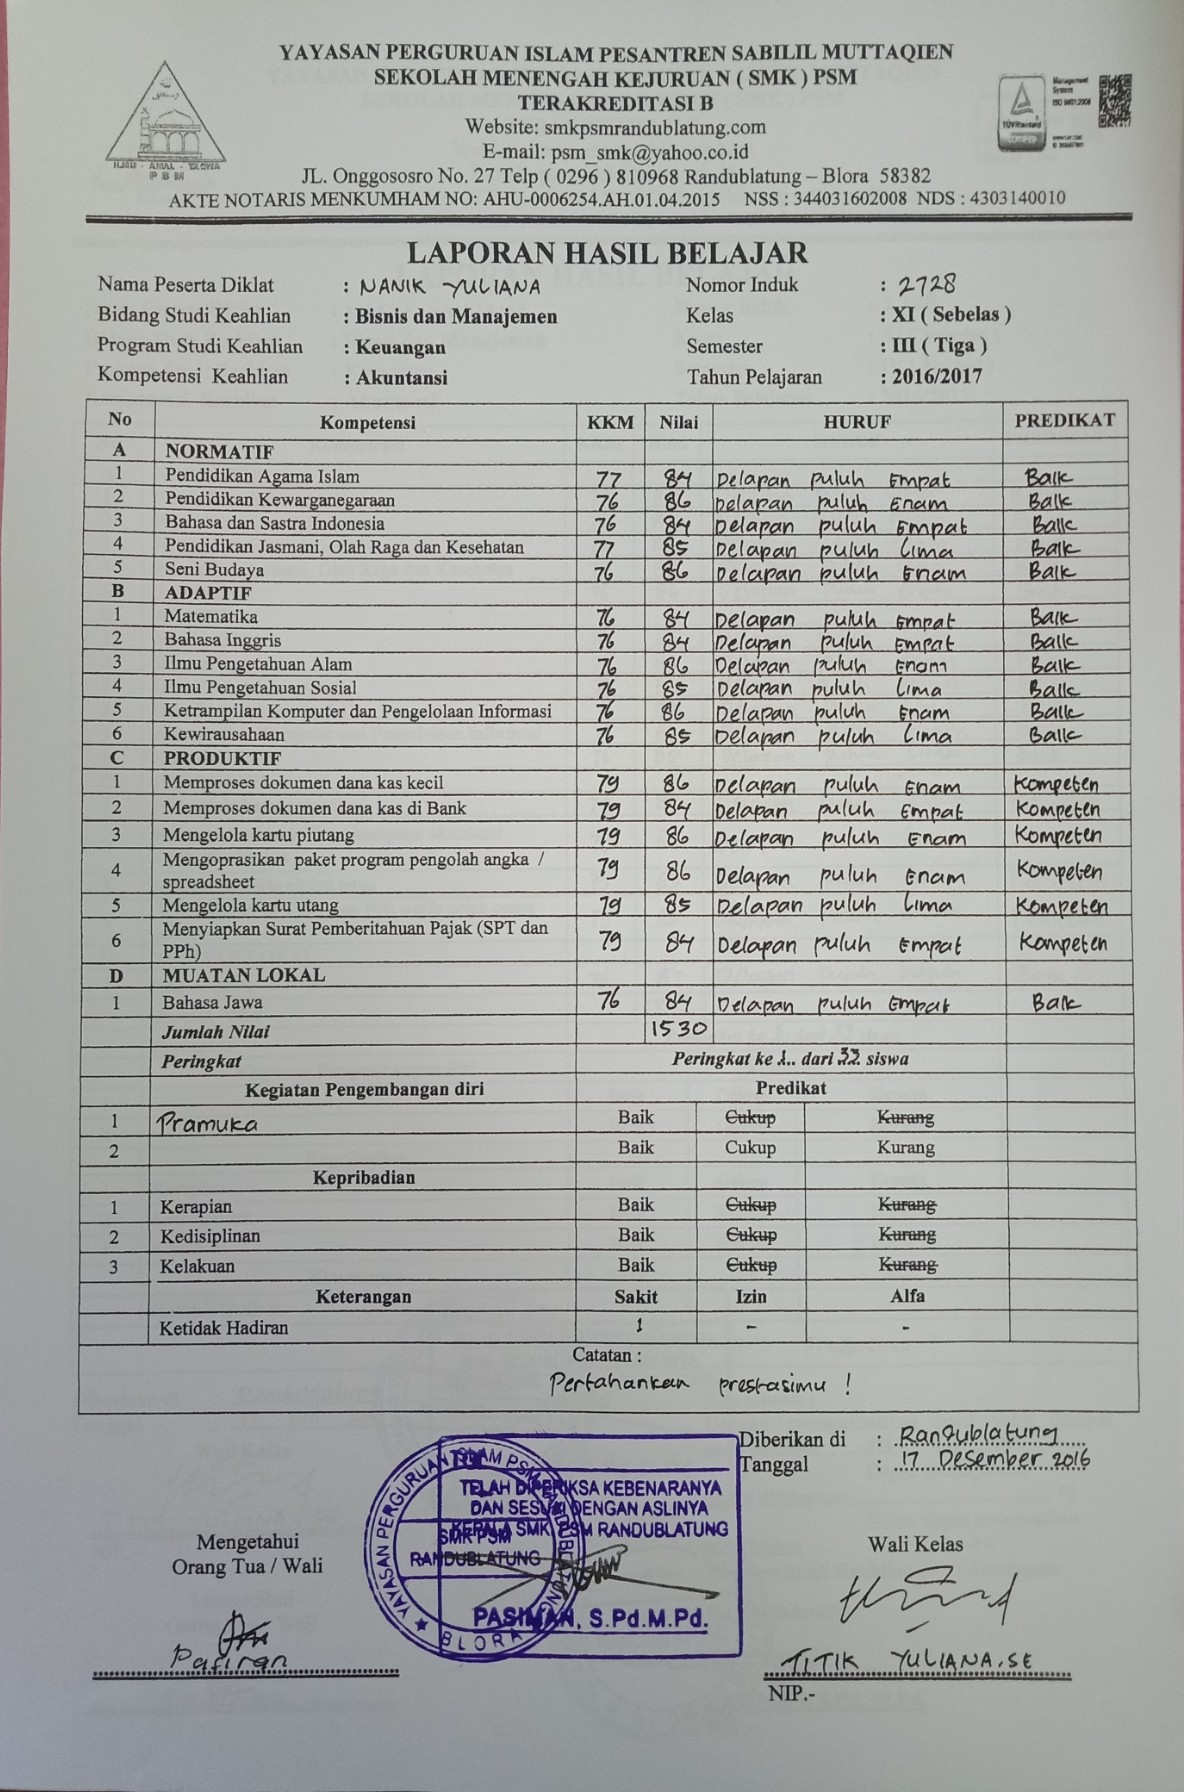 YAYASAN PERGURUAN ISLAM PESANTREN SABILIL MUTTAQIEN
SEKOLAH MENENGAH KEJURUAN ( SMK ) PSM
TERAKREDITASI B
Website: smkpsmrandublatung.com
E-mail: psm_smk@yahoo.co.id
JL. Onggososro No. 27 Telp ( 0296 ) 810968 Randublatung – Blora 58382
AKTE NOTARIS MENKUMHAM NO: AHU-0006254.AH.01.04.2015 NSS : 344031602008 NDS : 4303140010
ILMU - AMAL - TAQWA
P S M
TÜVRheinland
Management
System
ISO 9001:2008
LAPORAN HASIL BELAJAR
Nama Peserta Diklat : NANIK YULIANA Nomor Induk : 2728
Bidang Studi Keahlian : Bisnis dan Manajemen Kelas : XI ( Sebelas )
Program Studi Keahlian : Keuangan Semester : III ( Tiga )
Kompetensi Keahlian : Akuntansi Tahun Pelajaran : 2016/2017
No Kompetensi KKM Nilai HURUF PREDIKAT
A NORMATIF
1 Pendidikan Agama Islam 77 84 Delapan puluh Empat Baik
2 Pendidikan Kewarganegaraan 76 86 Delapan puluh Enam Baik
3 Bahasa dan Sastra Indonesia 76 84 Delapan puluh Empat Baik
4 Pendidikan Jasmani, Olah Raga dan Kesehatan 77 85 Delapan puluh Lima Baik
5 Seni Budaya 76 86 Delapan puluh Enam Baik
B ADAPTIF
1 Matematika 76 84 Delapan puluh Empat Baik
2 Bahasa Inggris 76 84 Delapan puluh Empat Baik
3 Ilmu Pengetahuan Alam 76 86 Delapan puluh Enam Baik
4 Ilmu Pengetahuan Sosial 76 85 Delapan puluh Lima Baik
5 Ketrampilan Komputer dan Pengelolaan Informasi 76 86 Delapan puluh Enam Baik
6 Kewirausahaan 76 85 Delapan puluh Lima Baik
C PRODUKTIF
1 Memproses dokumen dana kas kecil 79 86 Delapan puluh Enam Kompeten
2 Memproses dokumen dana kas di Bank 79 84 Delapan puluh Empat Kompeten
3 Mengelola kartu piutang 79 86 Delapan puluh Enam Kompeten
4 Mengoprasikan paket program pengolah angka /
spreadsheet 79 86 Delapan puluh Enam Kompeten
5 Mengelola kartu utang 79 85 Delapan puluh Lima Kompeten
6 Menyiapkan Surat Pemberitahuan Pajak (SPT dan
PPh) 79 84 Delapan puluh Empat Kompeten
D MUATAN LOKAL
1 Bahasa Jawa 76 84 Delapan puluh Empat Baik
Jumlah Nilai 1530
Peringkat Peringkat ke 1.. dari 33. siswa
Kegiatan Pengembangan diri Predikat
1 Pramuka Baik Cukup Kurang
2 Baik Cukup Kurang
Kepribadian
1 Kerapian Baik Cukup Kurang
2 Kedisiplinan Baik Cukup Kurang
3 Kelakuan Baik Cukup Kurang
Keterangan Sakit Izin Alfa
Ketidak Hadiran 1 - -
Catatan :
Pertahankan prestasimu !
Diberikan di : Randublatung
Tanggal : 17 Desember 2016
YAYASAN PERGURUAN ISLAM PSM RANDUBLATUNG
SMK PSM
RANDUBLATUNG
BLORA
TELAH DIPERIKSA KEBENARANYA
DAN SESUAI DENGAN ASLINYA
KEPALA SMK PSM RANDUBLATUNG
PASIMAN, S.Pd.M.Pd.
Mengetahui
Orang Tua / Wali
Pafiran
Wali Kelas
TITIK YULIANA.SE
NIP.-